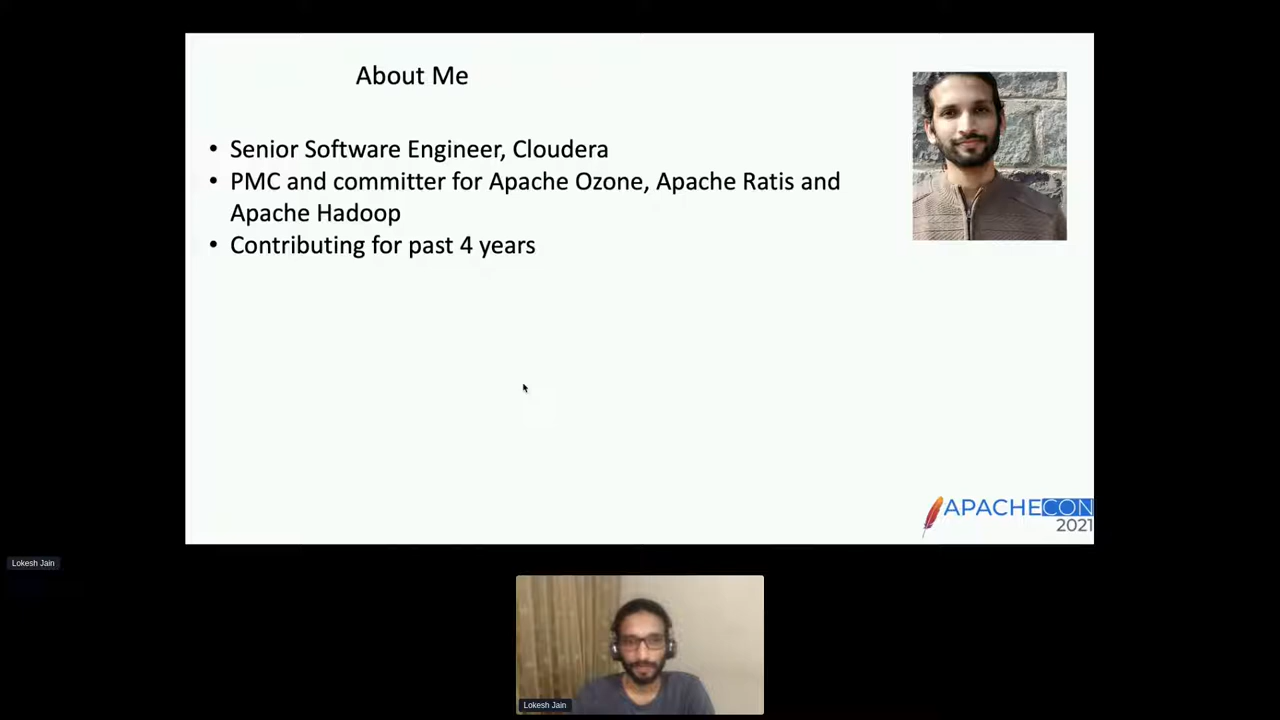 About Me
• Senior Software Engineer, Cloudera
• PMC and committer for Apache Ozone, Apache Ratis and
Apache Hadoop
• Contributing for past 4 years
APACHECON
2021
Lokesh Jain
Lokesh Jain